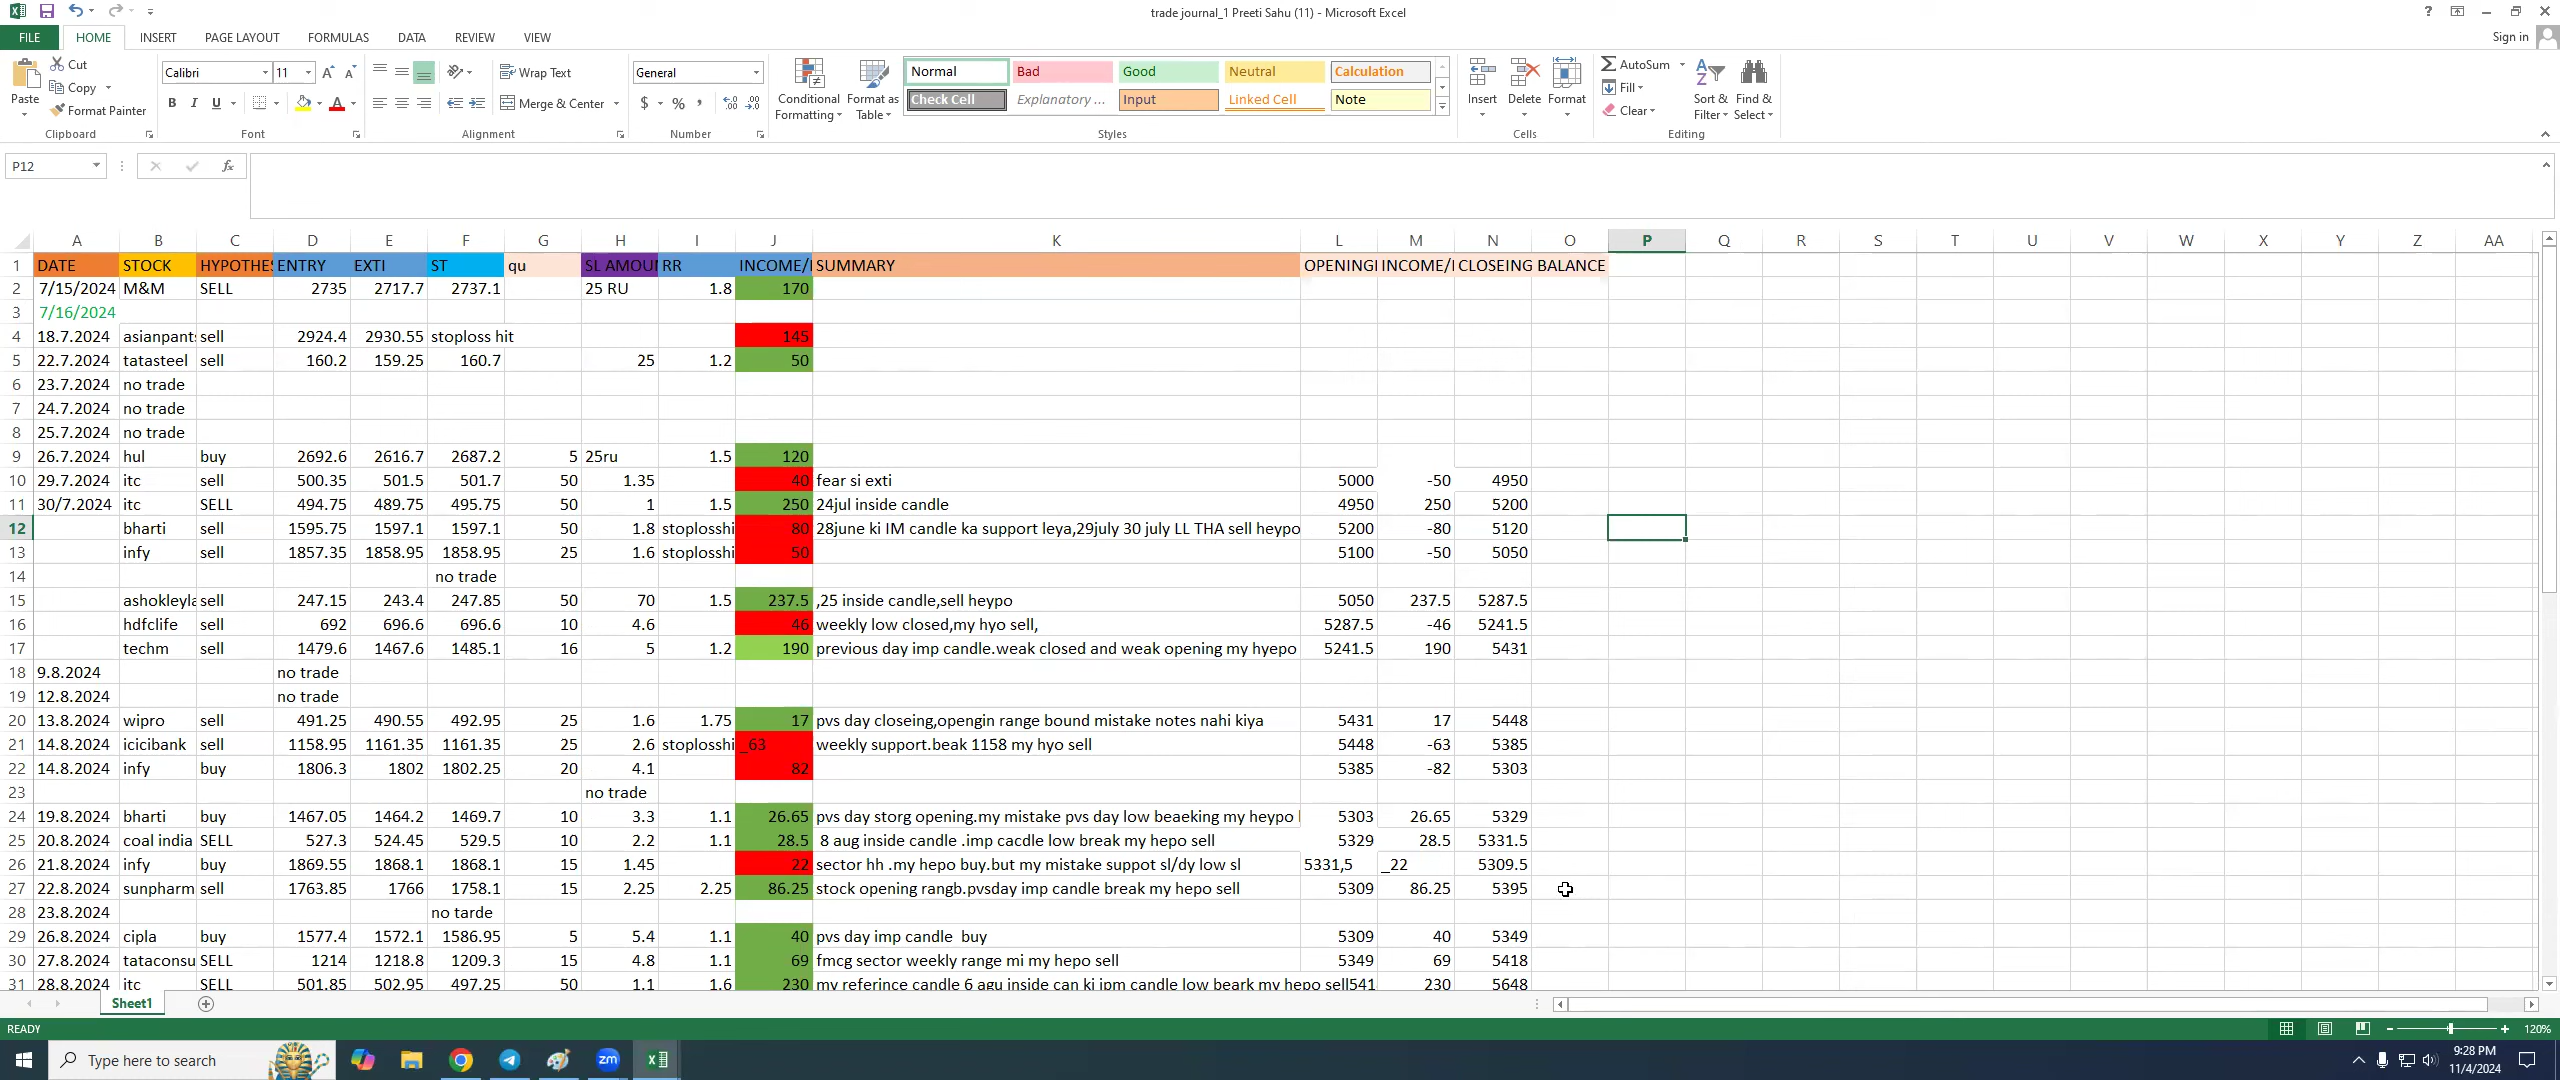 trade journal_1 Preeti Sahu (11) - Microsoft Excel
FILE HOME INSERT PAGE LAYOUT FORMULAS DATA REVIEW VIEW Sign in
Cut
Copy
Format Painter
Paste
Calibri 11
B I U
Wrap Text
Merge & Center
General
$ % ,
Conditional Formatting
Format as Table
Normal Bad Good Neutral Calculation
Check Cell Explanatory ... Input Linked Cell Note
Insert Delete Format
AutoSum
Fill
Clear
Sort & Filter
Find & Select
Clipboard Font Alignment Number Styles Cells Editing
P12 fx
A B C D E F G H I J K L M N O P Q R S T U V W X Y Z AA
1 DATE STOCK HYPOTHES ENTRY EXTI ST qu SL AMOU RR INCOME/ SUMMARY OPENING INCOME/ CLOSEING BALANCE
2 7/15/2024 M&M SELL 2735 2717.7 2737.1 25 RU 1.8 170
3 7/16/2024
4 18.7.2024 asianpant sell 2924.4 2930.55 stoploss hit 145
5 22.7.2024 tatasteel sell 160.2 159.25 160.7 25 1.2 50
6 23.7.2024 no trade
7 24.7.2024 no trade
8 25.7.2024 no trade
9 26.7.2024 hul buy 2692.6 2616.7 2687.2 5 25ru 1.5 120
10 29.7.2024 itc sell 500.35 501.5 501.7 50 1.35 40 fear si exti 5000 -50 4950
11 30/7.2024 itc SELL 494.75 489.75 495.75 50 1 1.5 250 24jul inside candle 4950 250 5200
12 bharti sell 1595.75 1597.1 1597.1 50 1.8 stoplosshi 80 28june ki IM candle ka support leya,29july 30 july LL THA sell heypo 5200 -80 5120
13 infy sell 1857.35 1858.95 1858.95 25 1.6 stoplosshi 50 5100 -50 5050
14 no trade
15 ashokleyla sell 247.15 243.4 247.85 50 70 1.5 237.5 ,25 inside candle,sell heypo 5050 237.5 5287.5
16 hdfclife sell 692 696.6 696.6 10 4.6 46 weekly low closed,my hyo sell, 5287.5 -46 5241.5
17 techm sell 1479.6 1467.6 1485.1 16 5 1.2 190 previous day imp candle.weak closed and weak opening my hyepo 5241.5 190 5431
18 9.8.2024 no trade
19 12.8.2024 no trade
20 13.8.2024 wipro sell 491.25 490.55 492.95 25 1.6 1.75 17 pvs day closeing,opengin range bound mistake notes nahi kiya 5431 17 5448
21 14.8.2024 icicibank sell 1158.95 1161.35 1161.35 25 2.6 stoplosshi _63 weekly support.beak 1158 my hyo sell 5448 -63 5385
22 14.8.2024 infy buy 1806.3 1802 1802.25 20 4.1 82 5385 -82 5303
23 no trade
24 19.8.2024 bharti buy 1467.05 1464.2 1469.7 10 3.3 1.1 26.65 pvs day storg opening.my mistake pvs day low beaeking my heypo 5303 26.65 5329
25 20.8.2024 coal india SELL 527.3 524.45 529.5 10 2.2 1.1 28.5 8 aug inside candle .imp cacdle low break my hepo sell 5329 28.5 5331.5
26 21.8.2024 infy buy 1869.55 1868.1 1868.1 15 1.45 22 sector hh .my hepo buy.but my mistake suppot sl/dy low sl 5331,5 _22 5309.5
27 22.8.2024 sunpharm sell 1763.85 1766 1758.1 15 2.25 2.25 86.25 stock opening rangb.pvsday imp candle break my hepo sell 5309 86.25 5395
28 23.8.2024 no tarde
29 26.8.2024 cipla buy 1577.4 1572.1 1586.95 5 5.4 1.1 40 pvs day imp candle buy 5309 40 5349
30 27.8.2024 tataconsu SELL 1214 1218.8 1209.3 15 4.8 1.1 69 fmcg sector weekly range mi my hepo sell 5349 69 5418
31 28.8.2024 itc SELL 501.85 502.95 497.25 50 1.1 1.6 230 my referince candle 6 agu inside can ki ipm candle low beark my hepo sell541 230 5648
Sheet1
READY 120%
Type here to search
zm
9:28 PM
11/4/2024